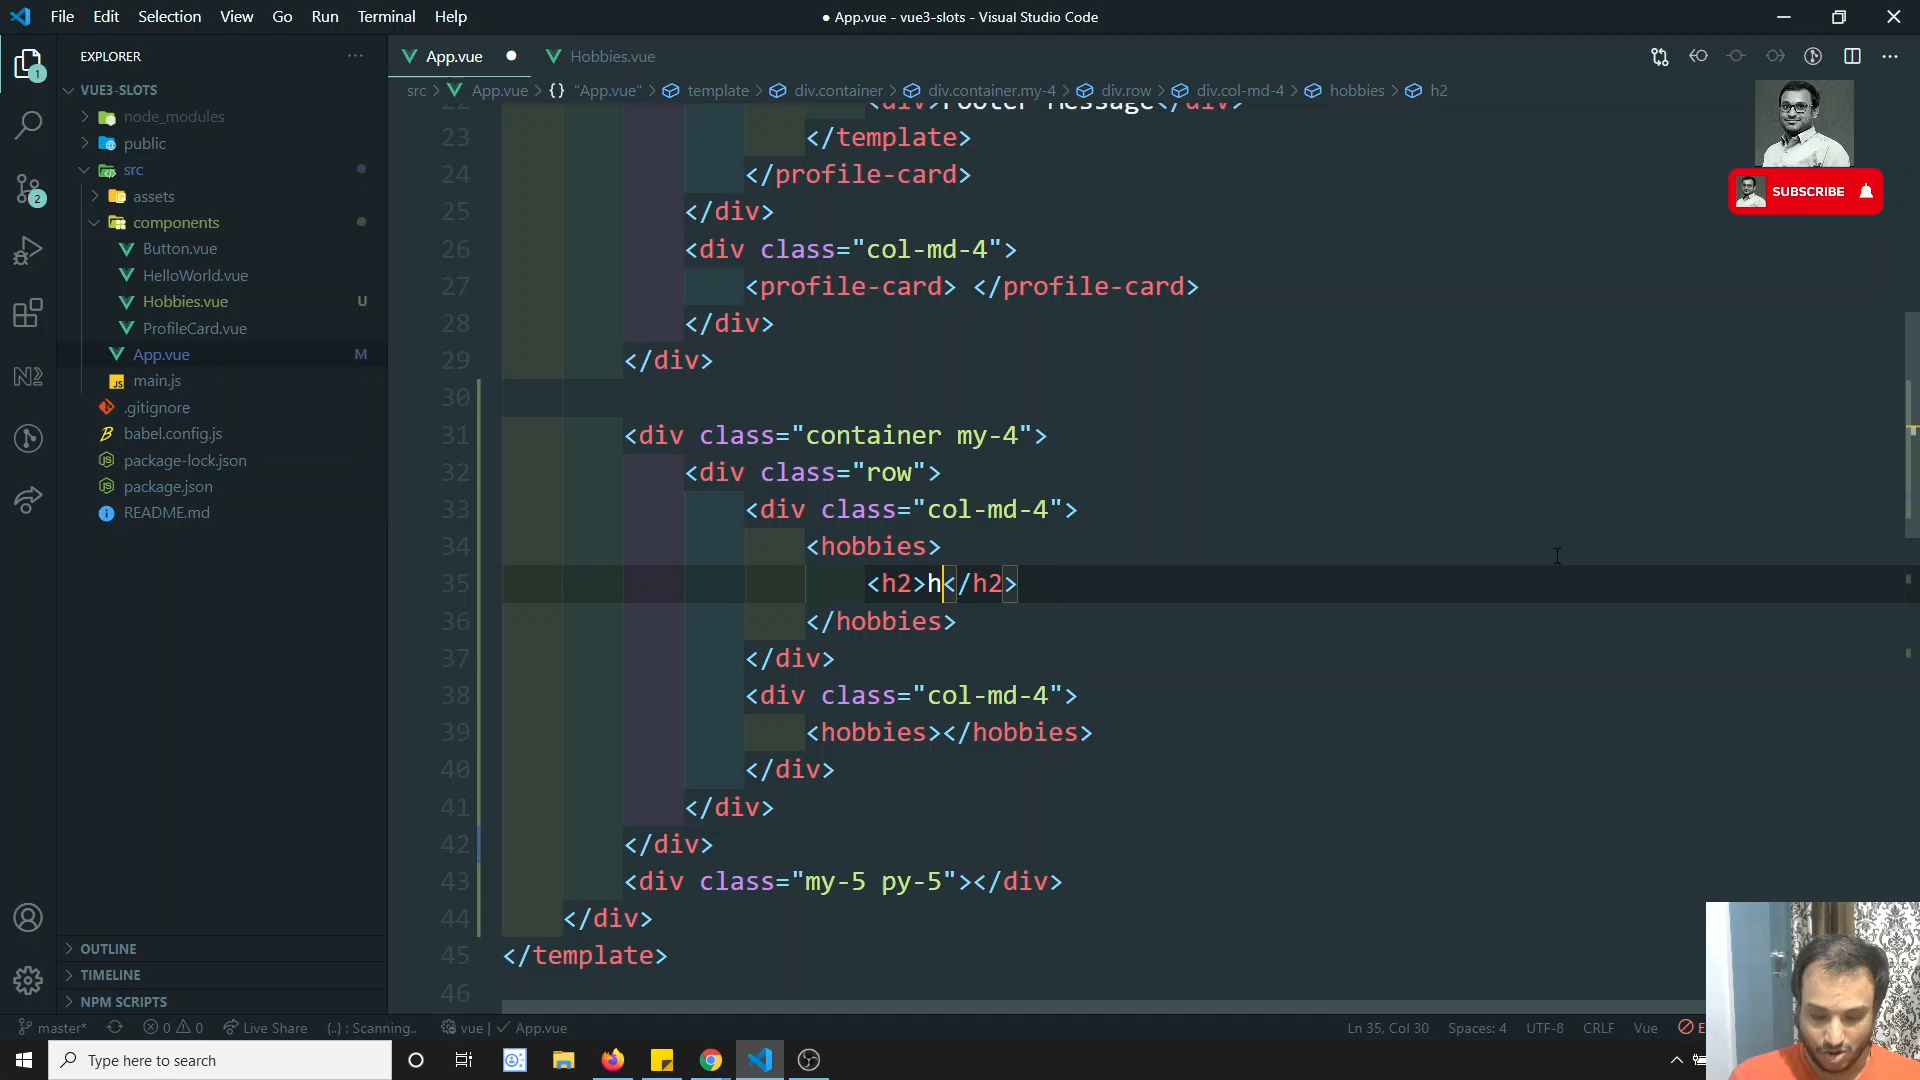 File Edit Selection View Go Run Terminal Help
● App.vue - vue3-slots - Visual Studio Code
EXPLORER
App.vue
Hobbies.vue
src > App.vue > {} "App.vue" > template > div.container > div.container.my-4 > div.row > div.col-md-4 > hobbies > h2
VUE3-SLOTS
node_modules
public
src
assets
components
Button.vue
HelloWorld.vue
Hobbies.vue U
ProfileCard.vue
App.vue M
main.js
.gitignore
babel.config.js
package-lock.json
package.json
README.md
OUTLINE
TIMELINE
NPM SCRIPTS
1
2
22 <div>Footer Message</div>
23 </template>
24 </profile-card>
25 </div>
26 <div class="col-md-4">
27 <profile-card> </profile-card>
28 </div>
29 </div>
30
31 <div class="container my-4">
32 <div class="row">
33 <div class="col-md-4">
34 <hobbies>
35 <h2>h</h2>
36 </hobbies>
37 </div>
38 <div class="col-md-4">
39 <hobbies></hobbies>
40 </div>
41 </div>
42 </div>
43 <div class="my-5 py-5"></div>
44 </div>
45 </template>
46
SUBSCRIBE
master* 0 0 Live Share {..} : Scanning.. vue | ✓ App.vue
Ln 35, Col 30 Spaces: 4 UTF-8 CRLF Vue
Type here to search